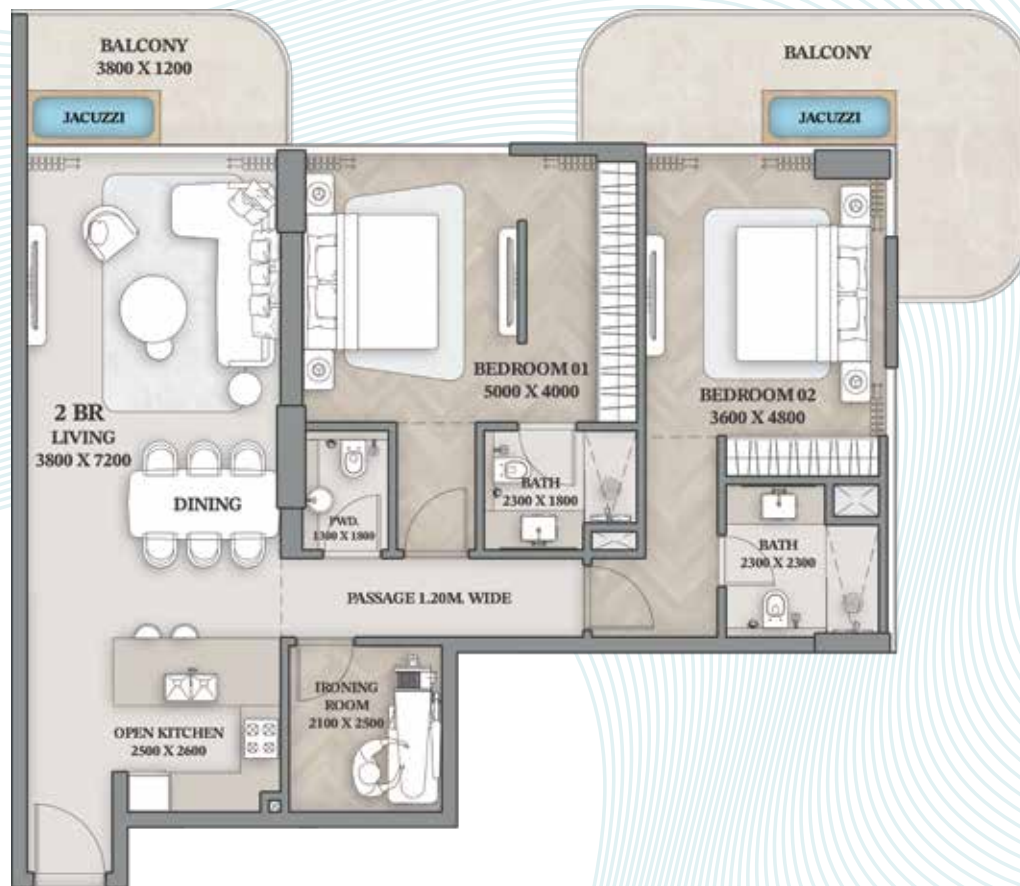 BALCONY
3800 X 1200
JACUZZI
BALCONY
JACUZZI
BEDROOM 01
5000 X 4000
BEDROOM 02
3600 X 4800
2 BR
LIVING
3800 X 7200
DINING
PWD.
1300 X 1800
BATH
2300 X 1800
BATH
2300 X 2300
PASSAGE 1.20M. WIDE
IRONING
ROOM
2100 X 2500
OPEN KITCHEN
2500 X 2600